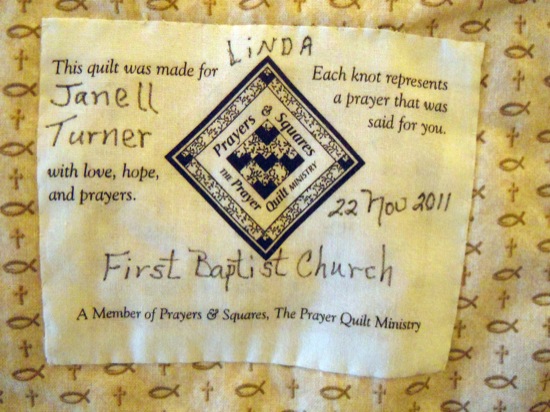 LiNDA
This quilt was made for
Janell
Turner
with love, hope,
and prayers.
Prayers & Squares
THE Prayer Quilt MINISTRY
Each knot represents
a prayer that was
said for you.
22 Nov 2011
First Baptist Church
A Member of Prayers & Squares, The Prayer Quilt Ministry